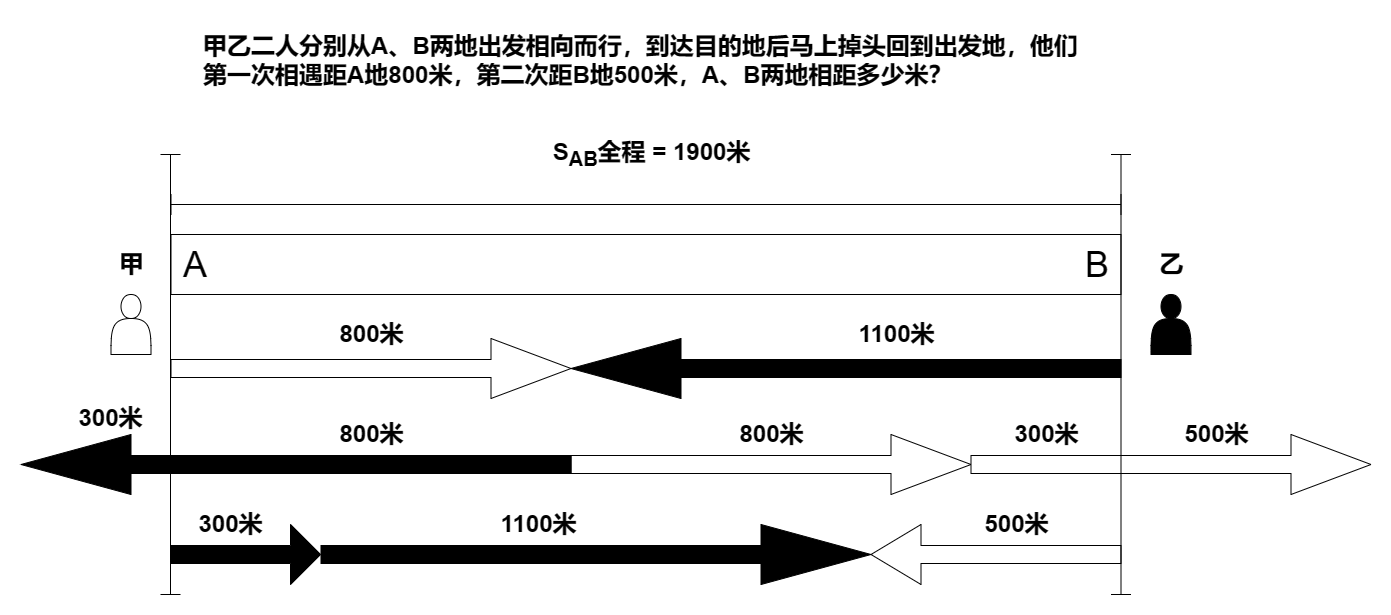 甲乙二人分别从A、B两地出发相向而行，到达目的地后马上掉头回到出发地，他们
第一次相遇距A地800米，第二次距B地500米，A、B两地相距多少米？
SAB全程 = 1900米
甲
A
B
乙
800米
1100米
300米
800米
800米
300米
500米
300米
1100米
500米